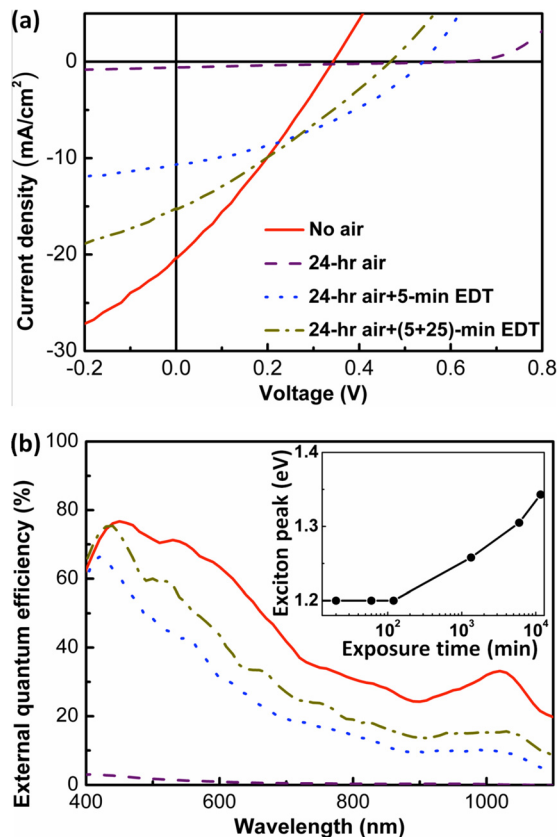 (a)
Current density (mA/cm²)
0
-10
-20
-30
No air
24-hr air
24-hr air+5-min EDT
24-hr air+(5+25)-min EDT
-0.2 0.0 0.2 0.4 0.6 0.8
Voltage (V)
(b)
External quantum efficiency (%)
100
80
60
40
20
0
Exciton peak (eV)
1.4
1.3
1.2
10² 10³ 10⁴
Exposure time (min)
400 600 800 1000
Wavelength (nm)